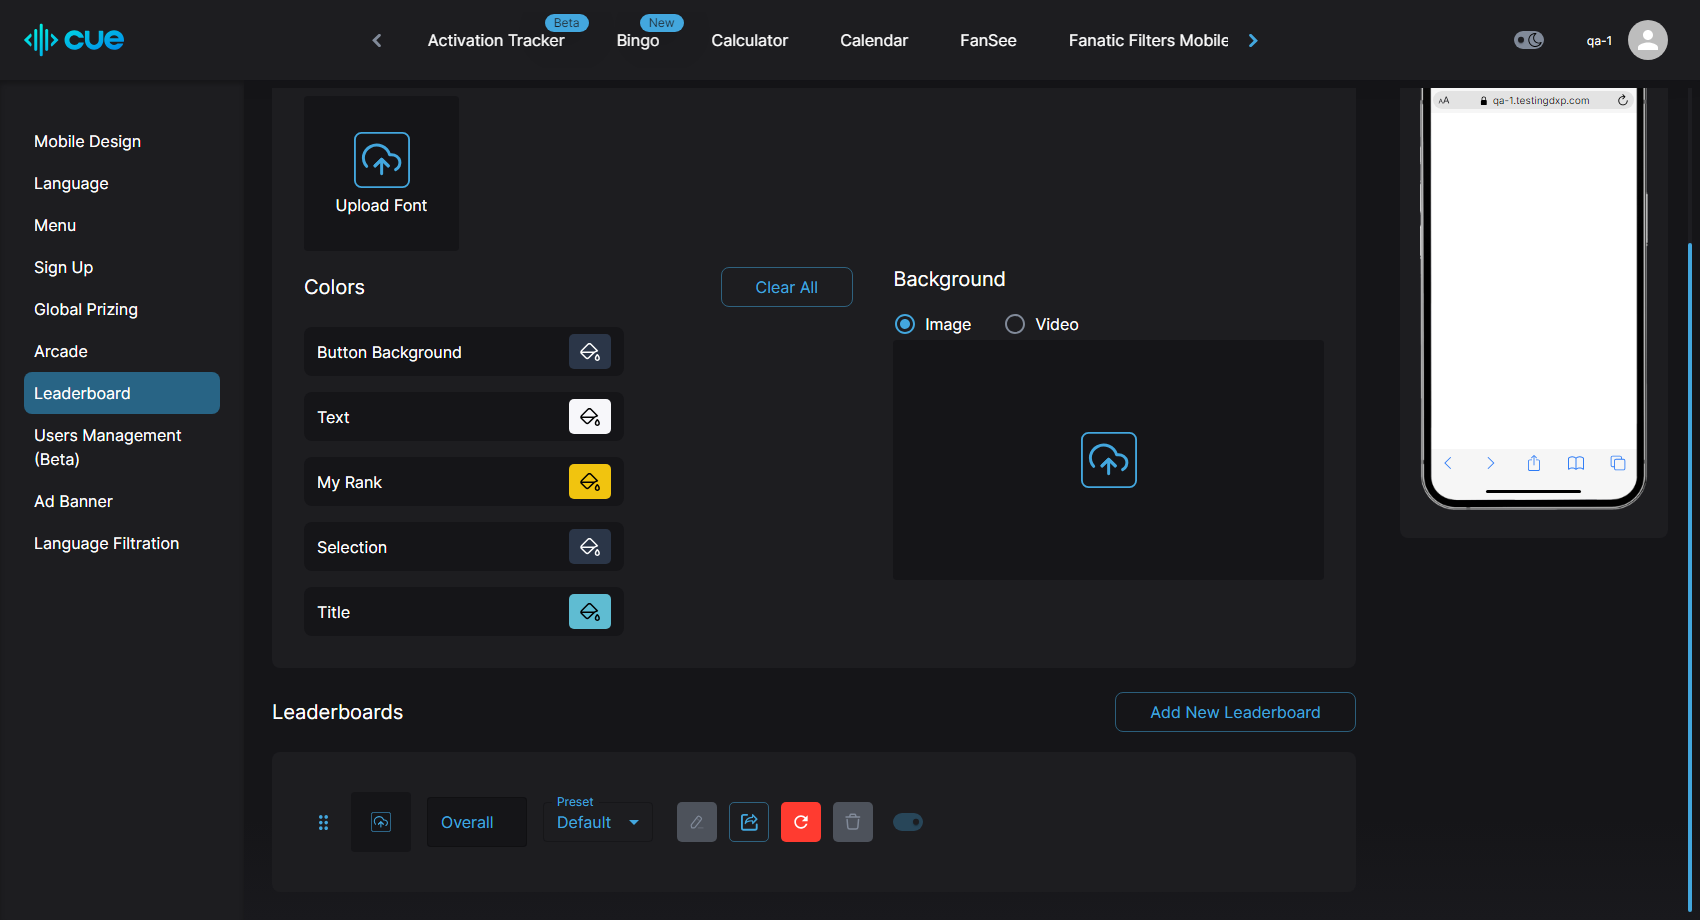 cue
Activation Tracker
Beta
Bingo
New
Calculator
Calendar
FanSee
Fanatic Filters Mobile
qa-1
Mobile Design
Language
Menu
Sign Up
Global Prizing
Arcade
Leaderboard
Users Management
(Beta)
Ad Banner
Language Filtration
Upload Font
Colors
Clear All
Button Background
Text
My Rank
Selection
Title
Background
Image
Video
AA
qa-1.testingdxp.com
Leaderboards
Add New Leaderboard
Overall
Preset
Default